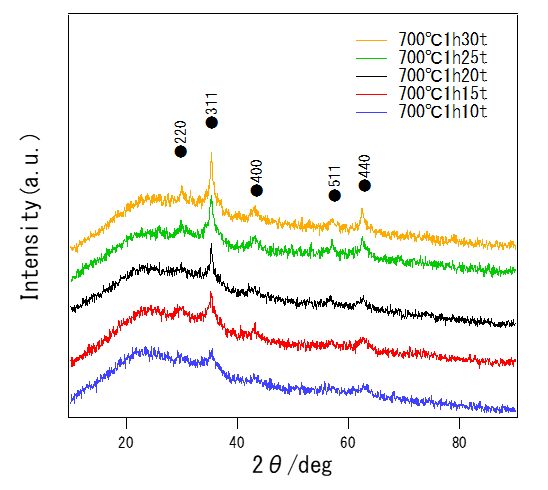 700℃1h30t
700℃1h25t
700℃1h20t
700℃1h15t
700℃1h10t
●220
●311
●400
●511
●440
Intensity(a.u.)
20 40 60 80
2θ/deg